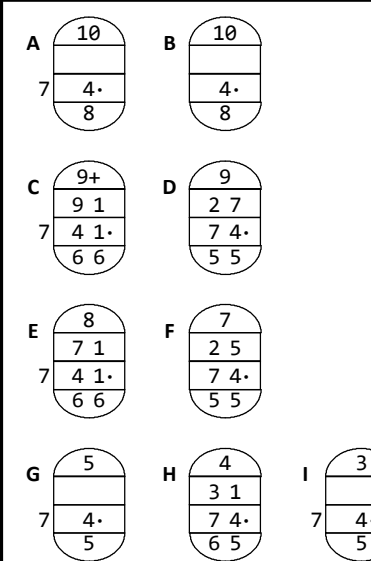 A 10 B 10
7 4· 4·
8 8
C 9+ D 9
9 1 2 7
7 4 1· 7 4·
6 6 5 5
E 8 F 7
7 1 2 5
7 4 1· 7 4·
6 6 5 5
G 5 H 4 I 3
3 1
7 4· 7 4· 7 4·
5 6 5 5